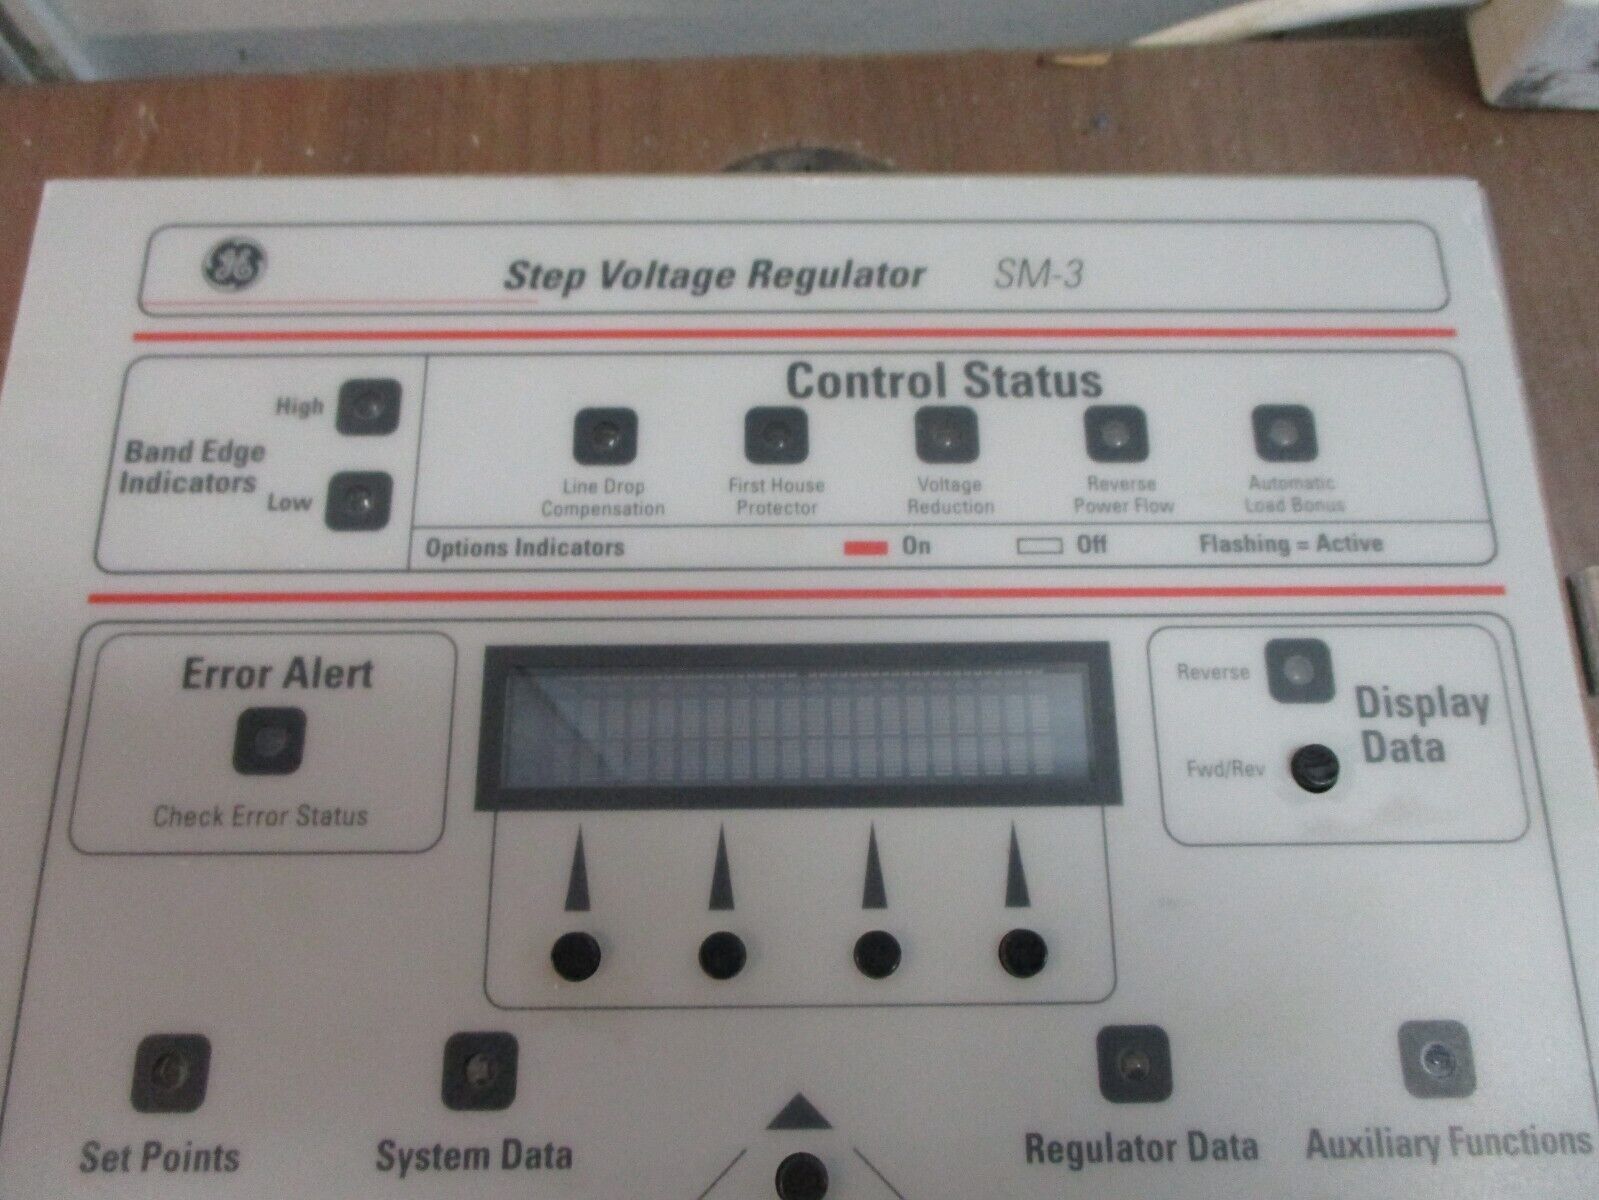 GE
Step Voltage Regulator SM-3
Control Status
High
Band Edge
Indicators
Low
Line Drop
Compensation
First House
Protector
Voltage
Reduction
Reverse
Power Flow
Automatic
Load Bonus
Options Indicators On Off Flashing = Active
Error Alert
Check Error Status
Reverse
Display
Data
Fwd/Rev
Set Points
System Data
Regulator Data
Auxiliary Functions